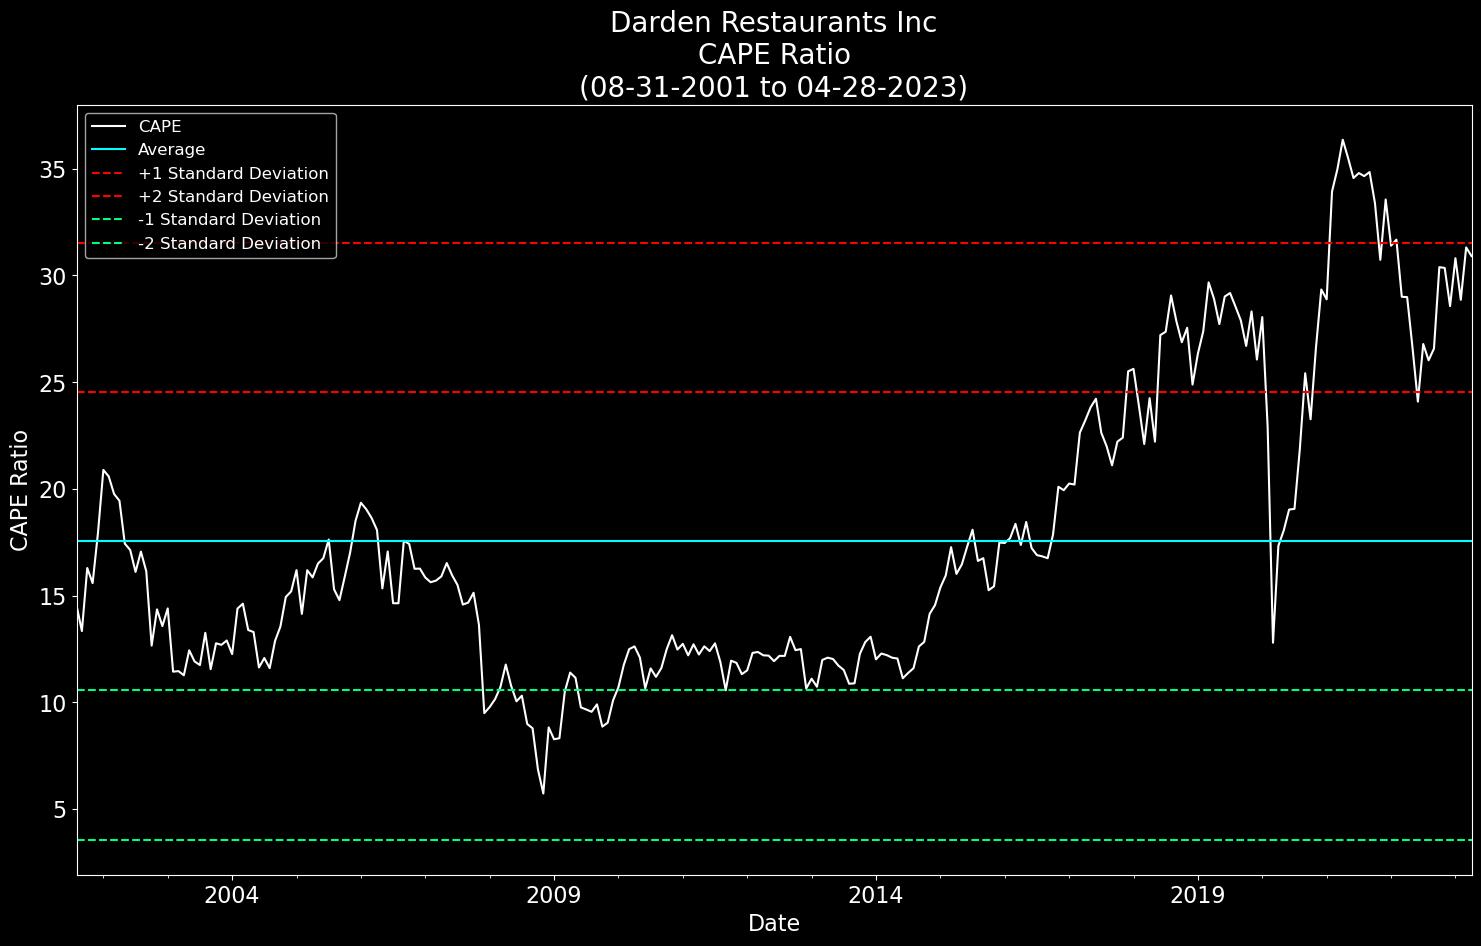 Darden Restaurants Inc
CAPE Ratio
(08-31-2001 to 04-28-2023)
CAPE
Average
+1 Standard Deviation
+2 Standard Deviation
-1 Standard Deviation
-2 Standard Deviation
35
30
25
20
15
10
5
CAPE Ratio
2004
2009
2014
2019
Date